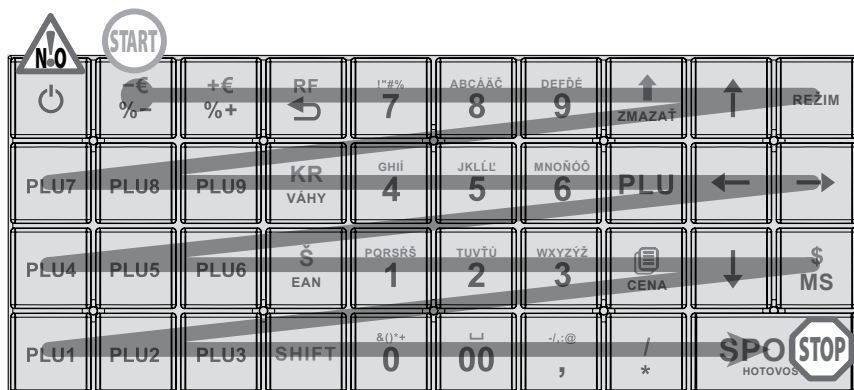 N!O START
-€ +€ RF !"#% ABCÁÄČ DEFĎÉ
%- %+ 7 8 9 ZMAZAŤ REŽIM
PLU7 PLU8 PLU9 KR VÁHY GHIÍ 4 JKLĹĽ 5 MNOŇÓÔ 6 PLU
PLU4 PLU5 PLU6 Š EAN PQRSŔŠ 1 TUVŤÚ 2 WXYZÝŽ 3 CENA $ MS
PLU1 PLU2 PLU3 SHIFT &()*+ 0 00 -/,:@ , / * SPO STOP
HOTOVOS